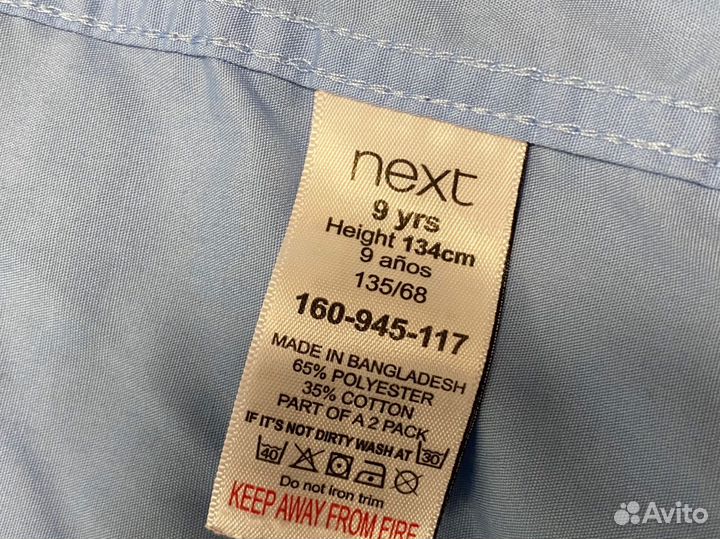 next
9 yrs
Height 134cm
9 años
135/68
160-945-117
MADE IN BANGLADESH
65% POLYESTER
35% COTTON
PART OF A 2 PACK
IF IT'S NOT DIRTY WASH AT 30°
40
Do not iron trim
KEEP AWAY FROM FIRE
Avito